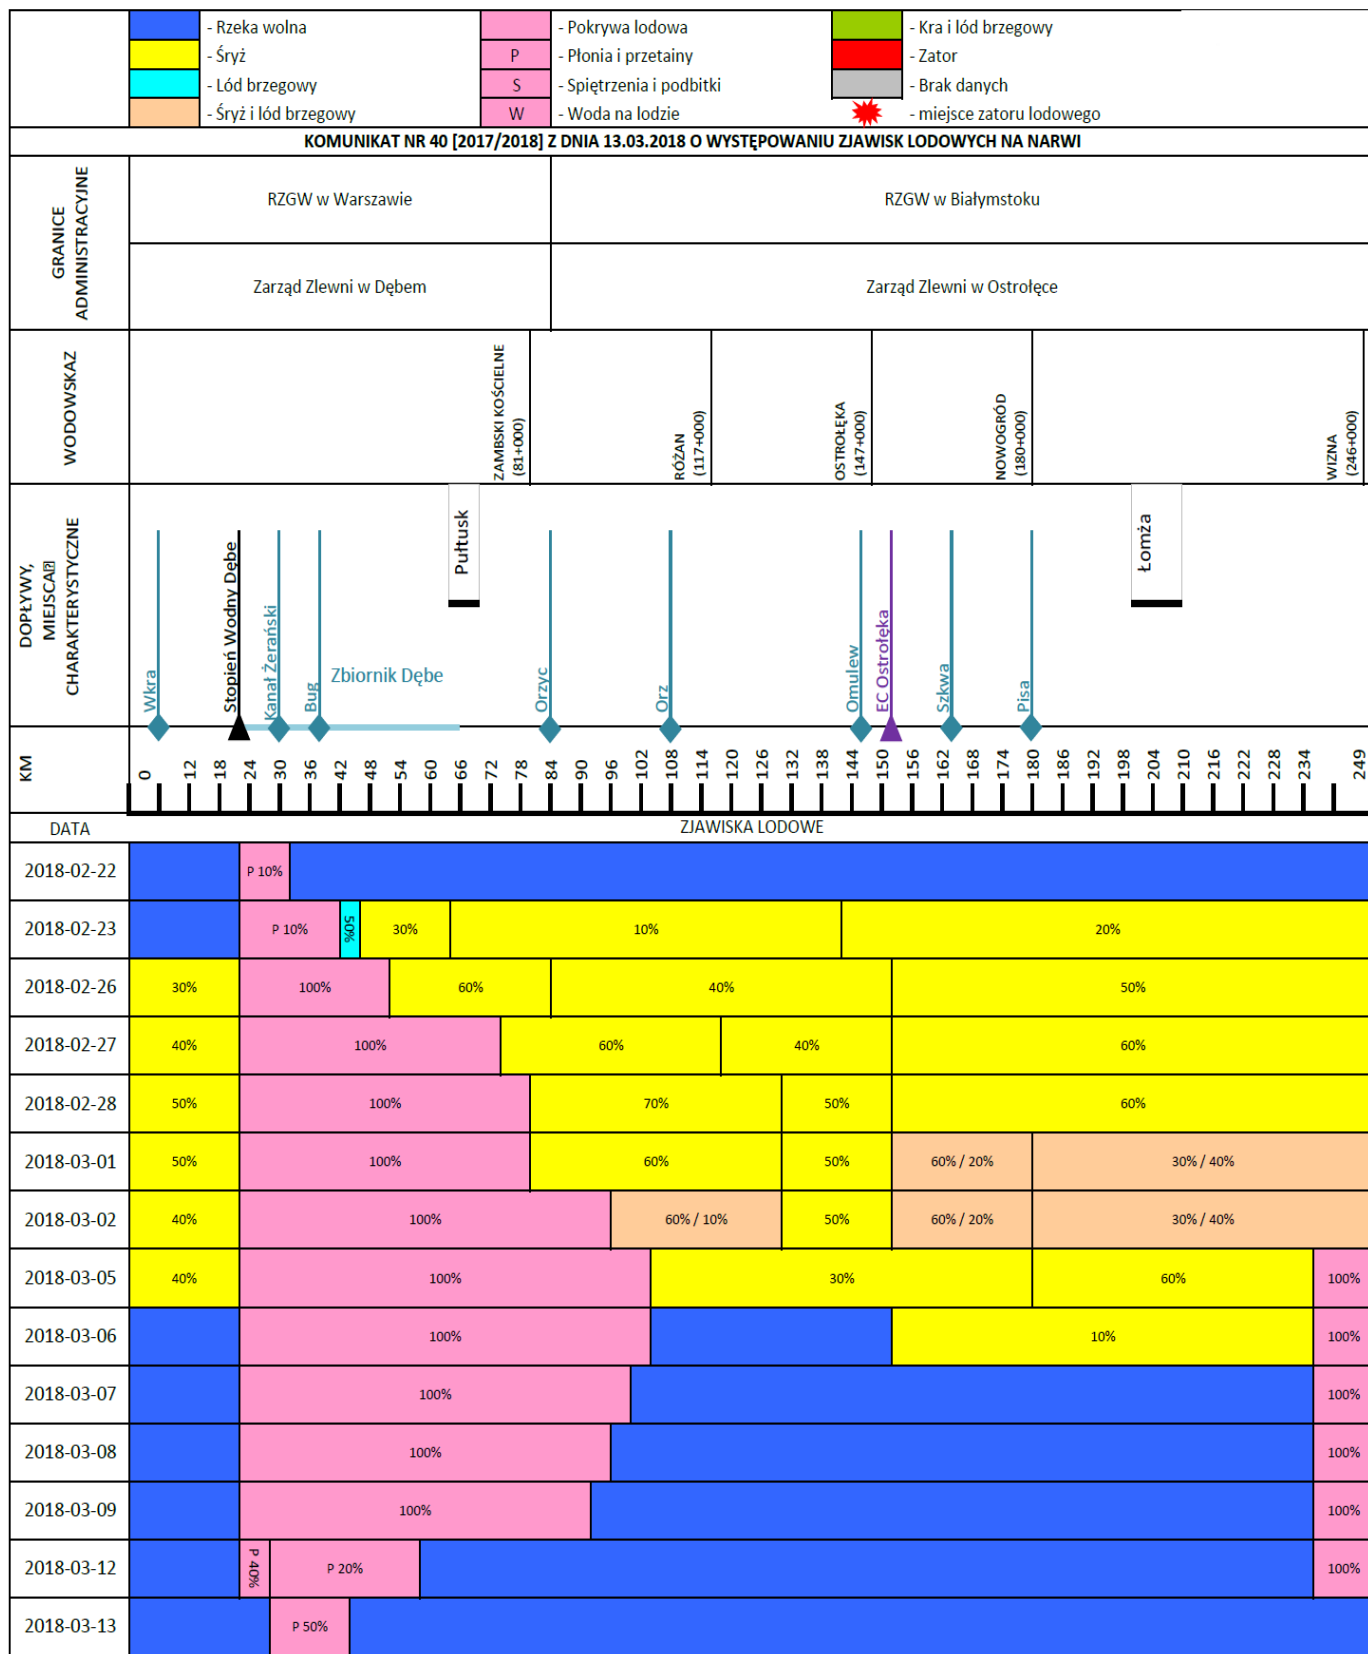 - Rzeka wolna
- Pokrywa lodowa
- Kra i lód brzegowy
- Śryż
P
- Płonia i przetainy
- Zator
- Lód brzegowy
S
- Spiętrzenia i podbitki
- Brak danych
- Śryż i lód brzegowy
W
- Woda na lodzie
- miejsce zatoru lodowego
KOMUNIKAT NR 40 [2017/2018] Z DNIA 13.03.2018 O WYSTĘPOWANIU ZJAWISK LODOWYCH NA NARWI
GRANICE
ADMINISTRACYJNE
RZGW w Warszawie
RZGW w Białymstoku
Zarząd Zlewni w Dębem
Zarząd Zlewni w Ostrołęce
WODOWSKAZ
ZAMBSKI KOŚCIELNE
(81+000)
RÓŻAN
(117+000)
OSTROŁĘKA
(147+000)
NOWOGRÓD
(180+000)
WIZNA
(246+000)
DOPŁYWY,
MIEJSCA
CHARAKTERYSTYCZNE
Wkra
Stopień Wodny Dębe
Kanał Żerański
Bug
Zbiornik Dębe
Pułtusk
Orzyc
Orz
Omulew
EC Ostrołęka
Szkwa
Pisa
Łomża
KM
0 12 18 24 30 36 42 48 54 60 66 72 78 84 90 96 102 108 114 120 126 132 138 144 150 156 162 168 174 180 186 192 198 204 210 216 222 228 234 249
DATA
ZJAWISKA LODOWE
2018-02-22 P 10%
2018-02-23 P 10% 50% 30% 10% 20%
2018-02-26 30% 100% 60% 40% 50%
2018-02-27 40% 100% 60% 40% 60%
2018-02-28 50% 100% 70% 50% 60%
2018-03-01 50% 100% 60% 50% 60% / 20% 30% / 40%
2018-03-02 40% 100% 60% / 10% 50% 60% / 20% 30% / 40%
2018-03-05 40% 100% 30% 60% 100%
2018-03-06 100% 10% 100%
2018-03-07 100% 100%
2018-03-08 100% 100%
2018-03-09 100% 100%
2018-03-12 P 40% P 20% 100%
2018-03-13 P 50%